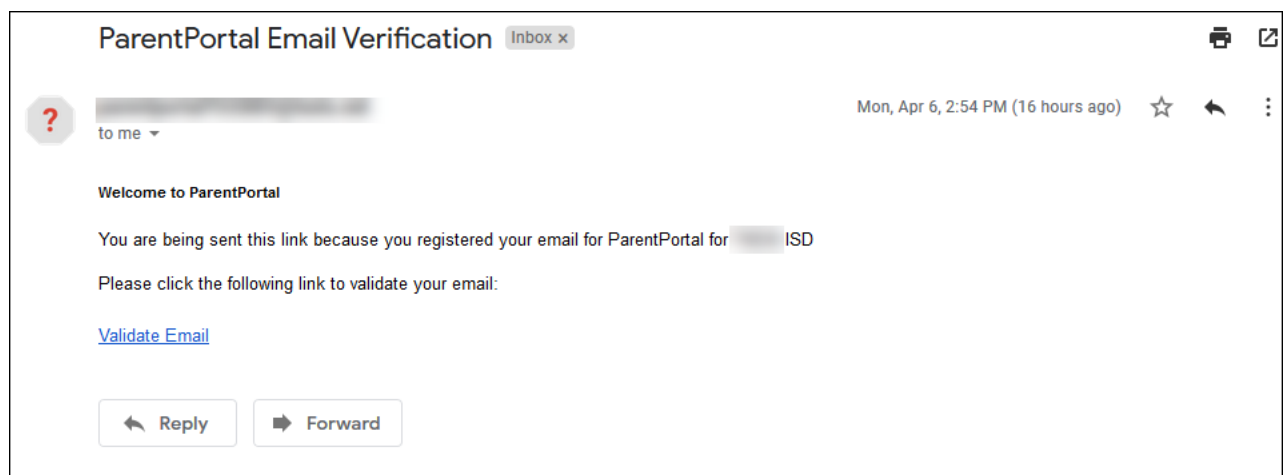 ParentPortal Email Verification Inbox x
?
Mon, Apr 6, 2:54 PM (16 hours ago)
to me
Welcome to ParentPortal
You are being sent this link because you registered your email for ParentPortal for ISD
Please click the following link to validate your email:
Validate Email
Reply Forward